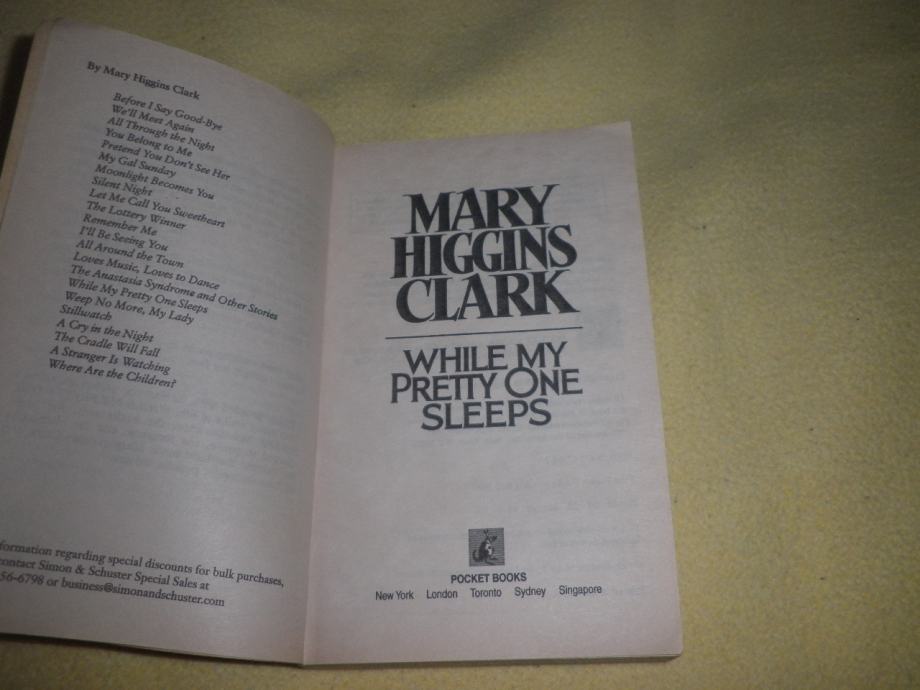 By Mary Higgins Clark
Before I Say Good-Bye
We'll Meet Again
All Through the Night
You Belong to Me
Pretend You Don't See Her
My Gal Sunday
Moonlight Becomes You
Silent Night
Let Me Call You Sweetheart
The Lottery Winner
Remember Me
I'll Be Seeing You
All Around the Town
Loves Music, Loves to Dance
The Anastasia Syndrome and Other Stories
While My Pretty One Sleeps
Weep No More, My Lady
Stillwatch
A Cry in the Night
The Cradle Will Fall
A Stranger Is Watching
Where Are the Children?
formation regarding special discounts for bulk purchases,
contact Simon & Schuster Special Sales at
56-6798 or business@simonandschuster.com
MARY
HIGGINS
CLARK
WHILE MY
PRETTY ONE
SLEEPS
POCKET BOOKS
New York London Toronto Sydney Singapore